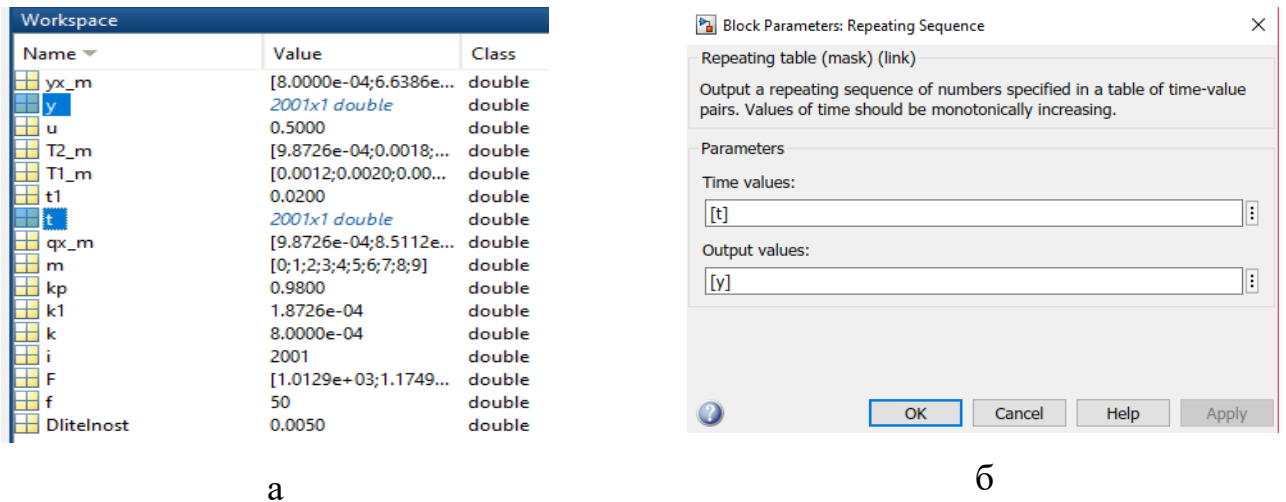 Workspace
Name Value Class
yx_m [8.0000e-04;6.6386e... double
y 2001x1 double double
u 0.5000 double
T2_m [9.8726e-04;0.0018;... double
T1_m [0.0012;0.0020;0.00... double
t1 0.0200 double
t 2001x1 double double
qx_m [9.8726e-04;8.5112e... double
m [0;1;2;3;4;5;6;7;8;9] double
kp 0.9800 double
k1 1.8726e-04 double
k 8.0000e-04 double
i 2001 double
F [1.0129e+03;1.1749... double
f 50 double
Dlitelnost 0.0050 double
а
Block Parameters: Repeating Sequence
Repeating table (mask) (link)
Output a repeating sequence of numbers specified in a table of time-value
pairs. Values of time should be monotonically increasing.
Parameters
Time values:
[t]
Output values:
[y]
OK Cancel Help Apply
б